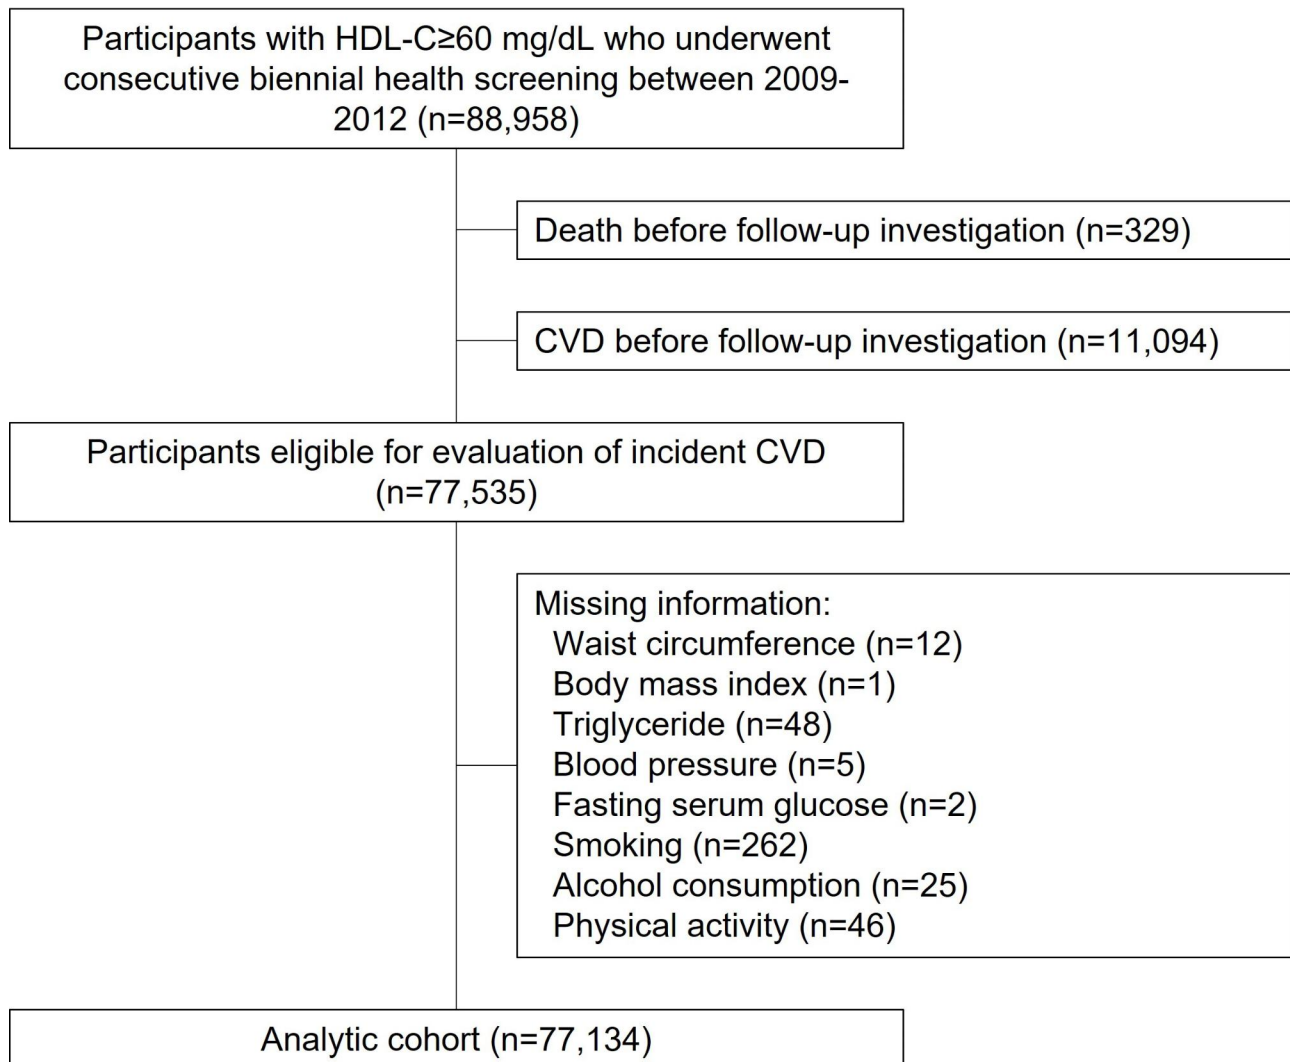 Participants with HDL-C≥60 mg/dL who underwent
consecutive biennial health screening between 2009-
2012 (n=88,958)
Death before follow-up investigation (n=329)
CVD before follow-up investigation (n=11,094)
Participants eligible for evaluation of incident CVD
(n=77,535)
Missing information:
Waist circumference (n=12)
Body mass index (n=1)
Triglyceride (n=48)
Blood pressure (n=5)
Fasting serum glucose (n=2)
Smoking (n=262)
Alcohol consumption (n=25)
Physical activity (n=46)
Analytic cohort (n=77,134)